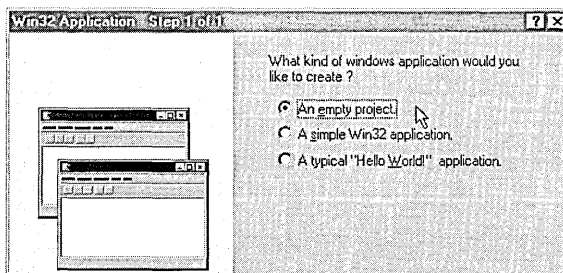 Win32 Application - Step 1 of 1
What kind of windows application would you
like to create ?
An empty project.
A simple Win32 application.
A typical "Hello World!" application.